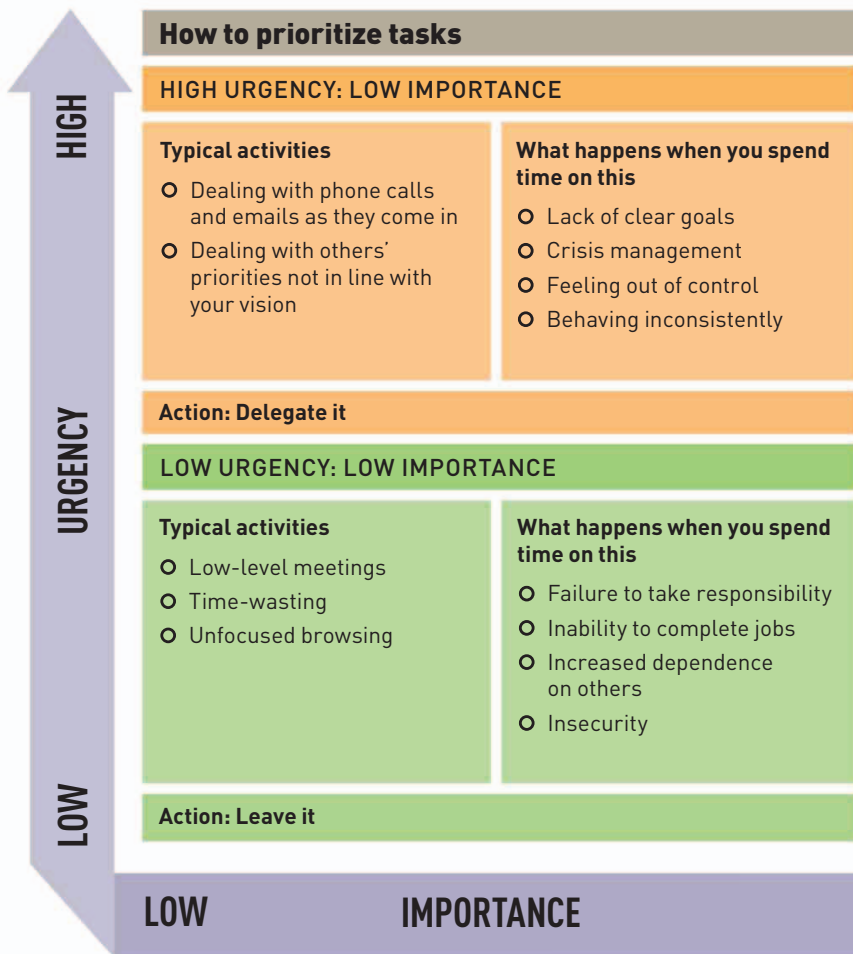 How to prioritize tasks
HIGH URGENCY: LOW IMPORTANCE
Typical activities
Dealing with phone calls
and emails as they come in
Dealing with others’
priorities not in line with
your vision
What happens when you spend
time on this
Lack of clear goals
Crisis management
Feeling out of control
Behaving inconsistently
Action: Delegate it
LOW URGENCY: LOW IMPORTANCE
Typical activities
Low-level meetings
Time-wasting
Unfocused browsing
What happens when you spend
time on this
Failure to take responsibility
Inability to complete jobs
Increased dependence
on others
Insecurity
Action: Leave it
HIGH
URGENCY
LOW
LOW
IMPORTANCE